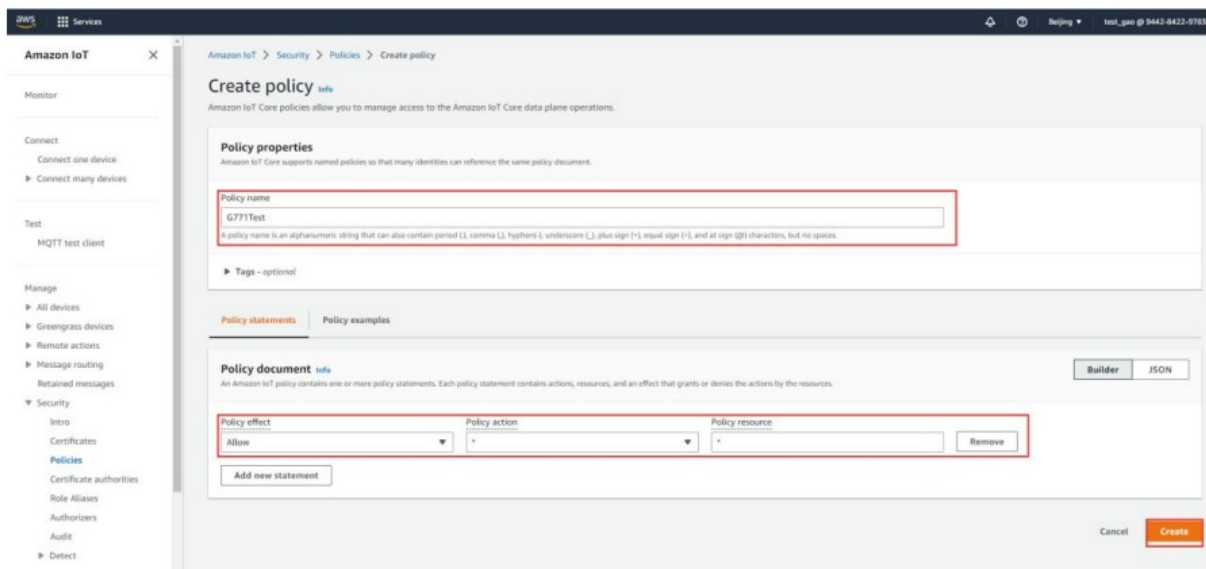 aws Services Beijing test_gao @ 9442-8422-9783
Amazon IoT
Monitor
Connect
Connect one device
Connect many devices
Test
MQTT test client
Manage
All devices
Greengrass devices
Remote actions
Message routing
Retained messages
Security
Intro
Certificates
Policies
Certificate authorities
Role Aliases
Authorizers
Audit
Detect
Amazon IoT > Security > Policies > Create policy
Create policy Info
Amazon IoT Core policies allow you to manage access to the Amazon IoT Core data plane operations.
Policy properties
Amazon IoT Core supports named policies so that many identities can reference the same policy document.
Policy name
G771Test
A policy name is an alphanumeric string that can also contain period (.), comma (,), hyphen(-), underscore (_), plus sign (+), equal sign (=), and at sign (@) characters, but no spaces.
Tags - optional
Policy statements Policy examples
Policy document Info
Builder JSON
An Amazon IoT policy contains one or more policy statements. Each policy statement contains actions, resources, and an effect that grants or denies the actions by the resources.
Policy effect Policy action Policy resource
Allow * * Remove
Add new statement
Cancel Create